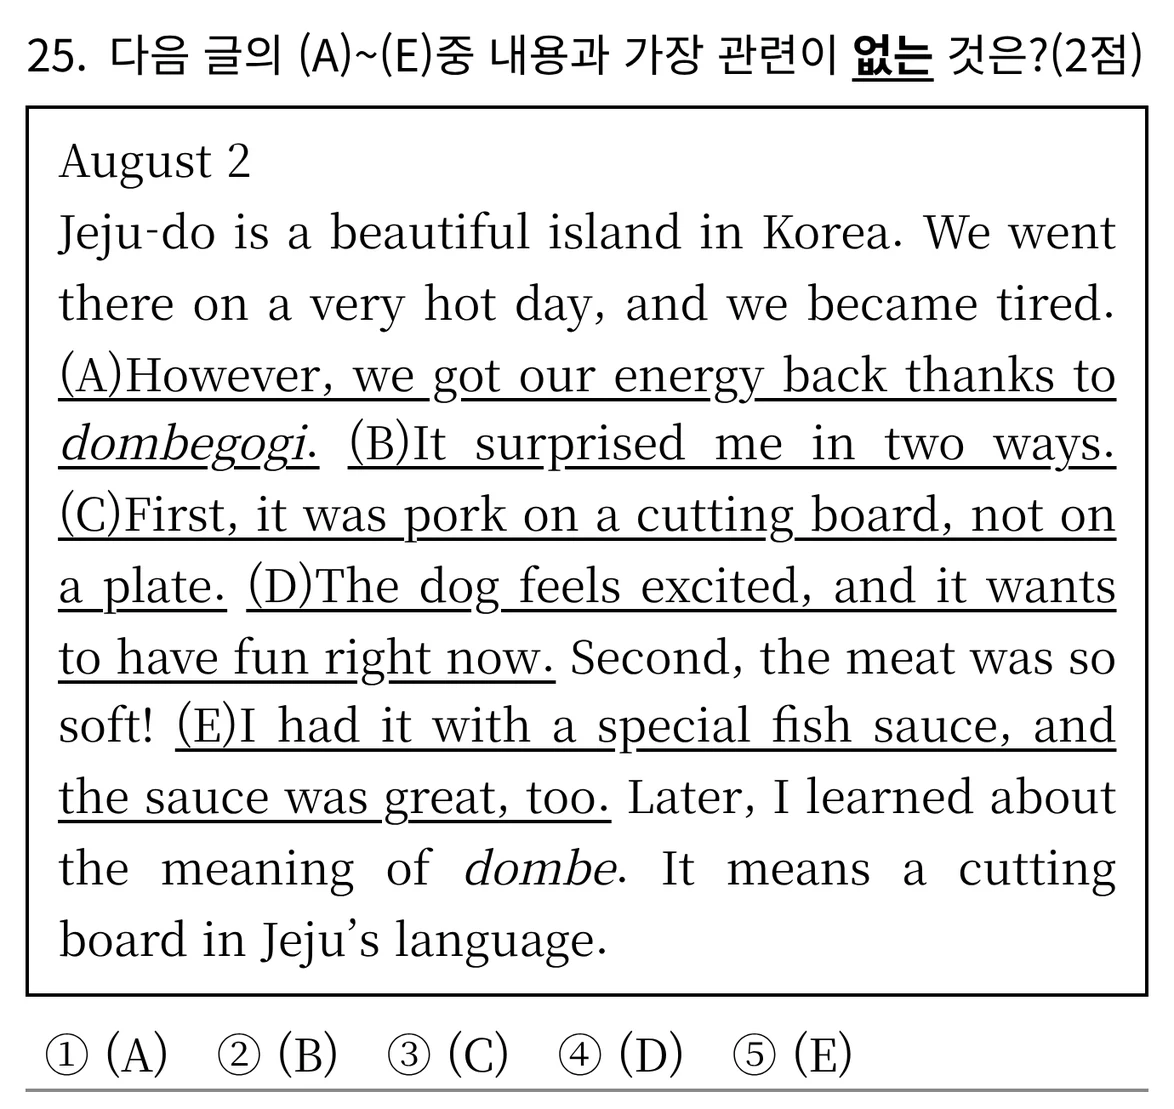 25. 다음 글의 (A)~(E)중 내용과 가장 관련이 없는 것은?(2점)
August 2
Jeju-do is a beautiful island in Korea. We went
there on a very hot day, and we became tired.
(A)However, we got our energy back thanks to
dombegogi. (B)It surprised me in two ways.
(C)First, it was pork on a cutting board, not on
a plate. (D)The dog feels excited, and it wants
to have fun right now. Second, the meat was so
soft! (E)I had it with a special fish sauce, and
the sauce was great, too. Later, I learned about
the meaning of dombe. It means a cutting
board in Jeju’s language.
① (A) ② (B) ③ (C) ④ (D) ⑤ (E)